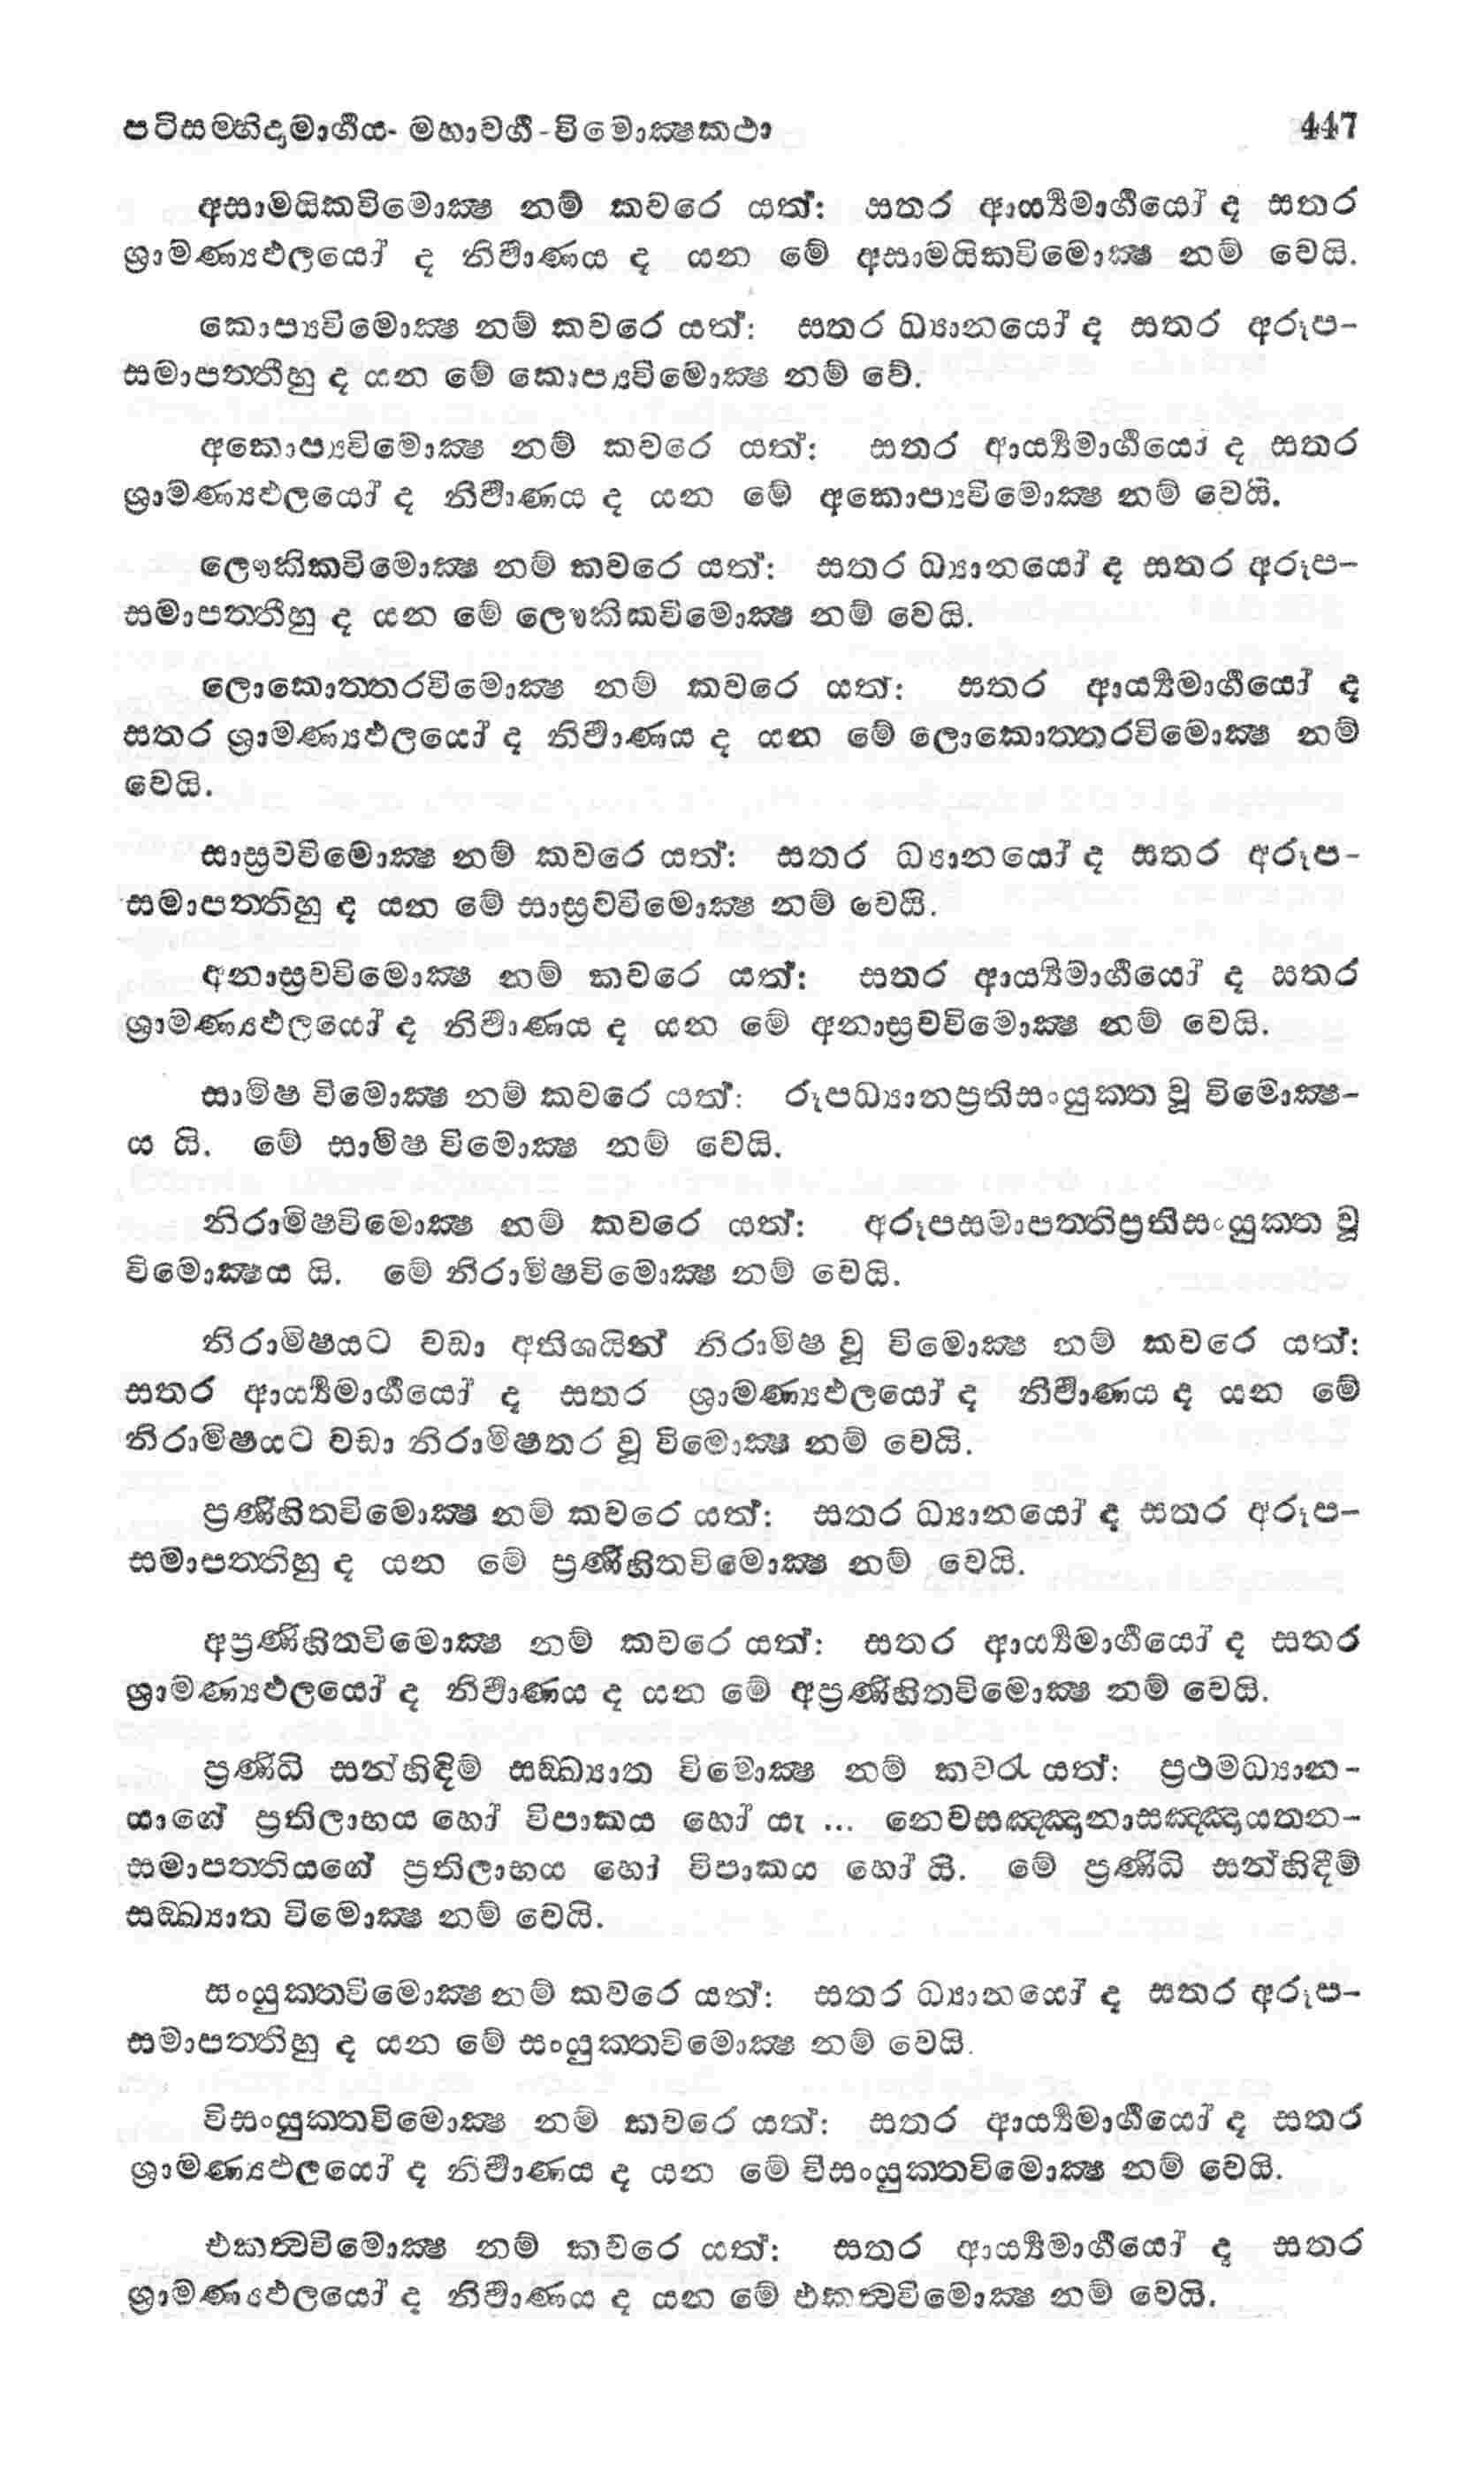 පටිසම්භිදාමාර්ගය- මහාවර්ග -විමොක්ෂකථා 447
අසාමයිකවිමොක්ෂ නම් කවරේ යත්: සතර ආර්ය්‍යමාර්ගයෝ ද සතර
ශ්‍රාමණ්‍යඵලයෝ ද නිර්වාණය ද යන මේ අසාමයිකවිමොක්ෂ නම් වෙයි.
කොප්‍යවිමොක්ෂ නම් කවරේ යත්: සතර ධ්‍යානයෝ ද සතර අරූප-
සමාපත්තීහු ද යන මේ කොප්‍යවිමොක්ෂ නම් වේ.
අකොප්‍යවිමොක්ෂ නම් කවරේ යත්: සතර ආර්ය්‍යමාර්ගයෝ ද සතර
ශ්‍රාමණ්‍යඵලයෝ ද නිර්වාණය ද යන මේ අකොප්‍යවිමොක්ෂ නම් වෙයි.
ලෞකිකවිමොක්ෂ නම් කවරේ යත්: සතර ධ්‍යානයෝ ද සතර අරූප-
සමාපත්තීහු ද යන මේ ලෞකිකවිමොක්ෂ නම් වෙයි.
ලොකොත්තරවිමොක්ෂ නම් කවරේ යත්: සතර ආර්ය්‍යමාර්ගයෝ ද
සතර ශ්‍රාමණ්‍යඵලයෝ ද නිර්වාණය ද යන මේ ලොකොත්තරවිමොක්ෂ නම්
වෙයි.
සාස්‍රවවිමොක්ෂ නම් කවරේ යත්: සතර ධ්‍යානයෝ ද සතර අරූප-
සමාපත්තිහු ද යන මේ සාස්‍රවවිමොක්ෂ නම් වෙයි.
අනාස්‍රවවිමොක්ෂ නම් කවරේ යත්: සතර ආර්ය්‍යමාර්ගයෝ ද සතර
ශ්‍රාමණ්‍යඵලයෝ ද නිර්වාණය ද යන මේ අනාස්‍රවවිමොක්ෂ නම් වෙයි.
සාමිෂ විමොක්ෂ නම් කවරේ යත්: රූපධ්‍යානප්‍රතිසංයුක්ත වූ විමොක්ෂ-
ය යි. මේ සාමිෂ විමොක්ෂ නම් වෙයි.
නිරාමිෂවිමොක්ෂ නම් කවරේ යත්: අරූපසමාපත්තිප්‍රතිසංයුක්ත වූ
විමොක්ෂය යි. මේ නිරාමිෂවිමොක්ෂ නම් වෙයි.
නිරාමිෂයට වඩා අතිශයින් නිරාමිෂ වූ විමොක්ෂ නම් කවරේ යත්:
සතර ආර්ය්‍යමාර්ගයෝ ද සතර ශ්‍රාමණ්‍යඵලයෝ ද නිර්වාණය ද යන මේ
නිරාමිෂයට වඩා නිරාමිෂතර වූ විමොක්ෂ නම් වෙයි.
ප්‍රණිහිතවිමොක්ෂ නම් කවරේ යත්: සතර ධ්‍යානයෝ ද සතර අරූප-
සමාපත්තිහු ද යන මේ ප්‍රණිහිතවිමොක්ෂ නම් වෙයි.
අප්‍රණිහිතවිමොක්ෂ නම් කවරේ යත්: සතර ආර්ය්‍යමාර්ගයෝ ද සතර
ශ්‍රාමණ්‍යඵලයෝ ද නිර්වාණය ද යන මේ අප්‍රණිහිතවිමොක්ෂ නම් වෙයි.
ප්‍රණිධි සන්හිඳිම් සඞ්ඛ්‍යාත විමොක්ෂ නම් කවරැ යත්: ප්‍රථමධ්‍යාන-
යාගේ ප්‍රතිලාභය හෝ විපාකය හෝ යැ ... නෙවසඤ්ඤානාසඤ්ඤායතන-
සමාපත්තියගේ ප්‍රතිලාභය හෝ විපාකය හෝ යි. මේ ප්‍රණිධි සන්හිඳීම්
සඞ්ඛ්‍යාත විමොක්ෂ නම් වෙයි.
සංයුක්තවිමොක්ෂ නම් කවරේ යත්: සතර ධ්‍යානයෝ ද සතර අරූප-
සමාපත්තිහු ද යන මේ සංයුක්තවිමොක්ෂ නම් වෙයි.
විසංයුක්තවිමොක්ෂ නම් කවරේ යත්: සතර ආර්ය්‍යමාර්ගයෝ ද සතර
ශ්‍රාමණ්‍යඵලයෝ ද නිර්වාණය ද යන මේ විසංයුක්තවිමොක්ෂ නම් වෙයි.
එකත්වවිමොක්ෂ නම් කවරේ යත්: සතර ආර්ය්‍යමාර්ගයෝ ද සතර
ශ්‍රාමණ්‍යඵලයෝ ද නිර්වාණය ද යන මේ එකත්වවිමොක්ෂ නම් වෙයි.